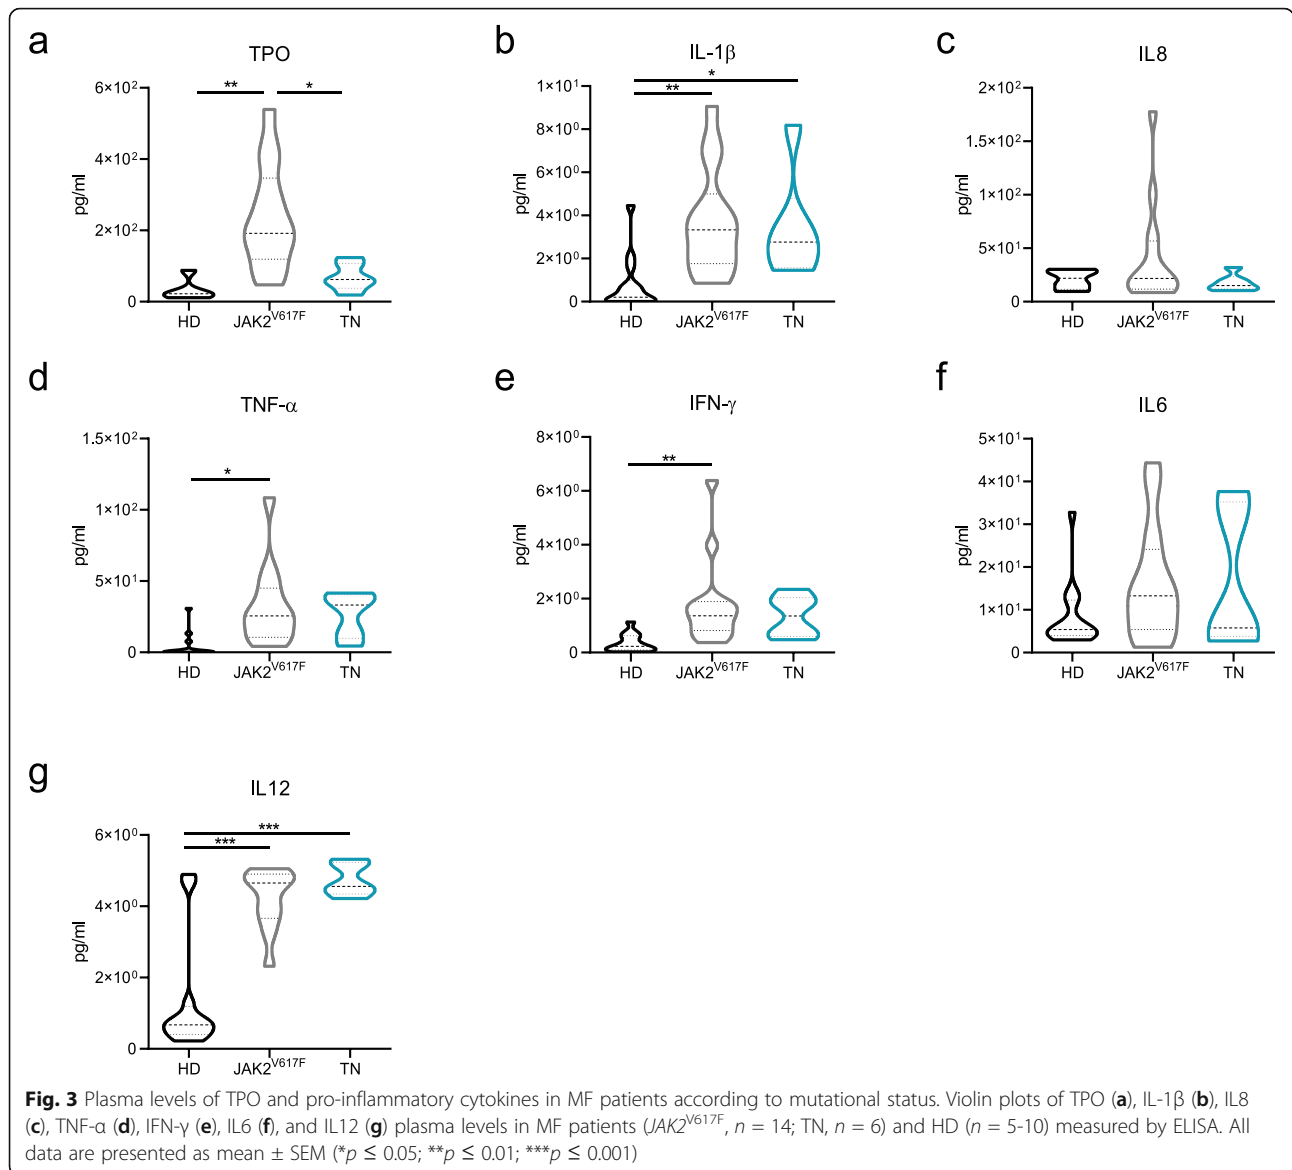 a
TPO
pg/ml
6×10²
4×10²
2×10²
0
** *
HD JAK2V617F TN
b
IL-1β
pg/ml
1×10¹
8×10⁰
6×10⁰
4×10⁰
2×10⁰
0
*
**
HD JAK2V617F TN
c
IL8
pg/ml
2×10²
1.5×10²
1×10²
5×10¹
0
HD JAK2V617F TN
d
TNF-α
pg/ml
1.5×10²
1×10²
5×10¹
0
*
HD JAK2V617F TN
e
IFN-γ
pg/ml
8×10⁰
6×10⁰
4×10⁰
2×10⁰
0
**
HD JAK2V617F TN
f
IL6
pg/ml
5×10¹
4×10¹
3×10¹
2×10¹
1×10¹
0
HD JAK2V617F TN
g
IL12
pg/ml
6×10⁰
4×10⁰
2×10⁰
0
***
***
HD JAK2V617F TN
Fig. 3 Plasma levels of TPO and pro-inflammatory cytokines in MF patients according to mutational status. Violin plots of TPO (a), IL-1β (b), IL8
(c), TNF-α (d), IFN-γ (e), IL6 (f), and IL12 (g) plasma levels in MF patients (JAK2V617F, n = 14; TN, n = 6) and HD (n = 5-10) measured by ELISA. All
data are presented as mean ± SEM (*p ≤ 0.05; **p ≤ 0.01; ***p ≤ 0.001)